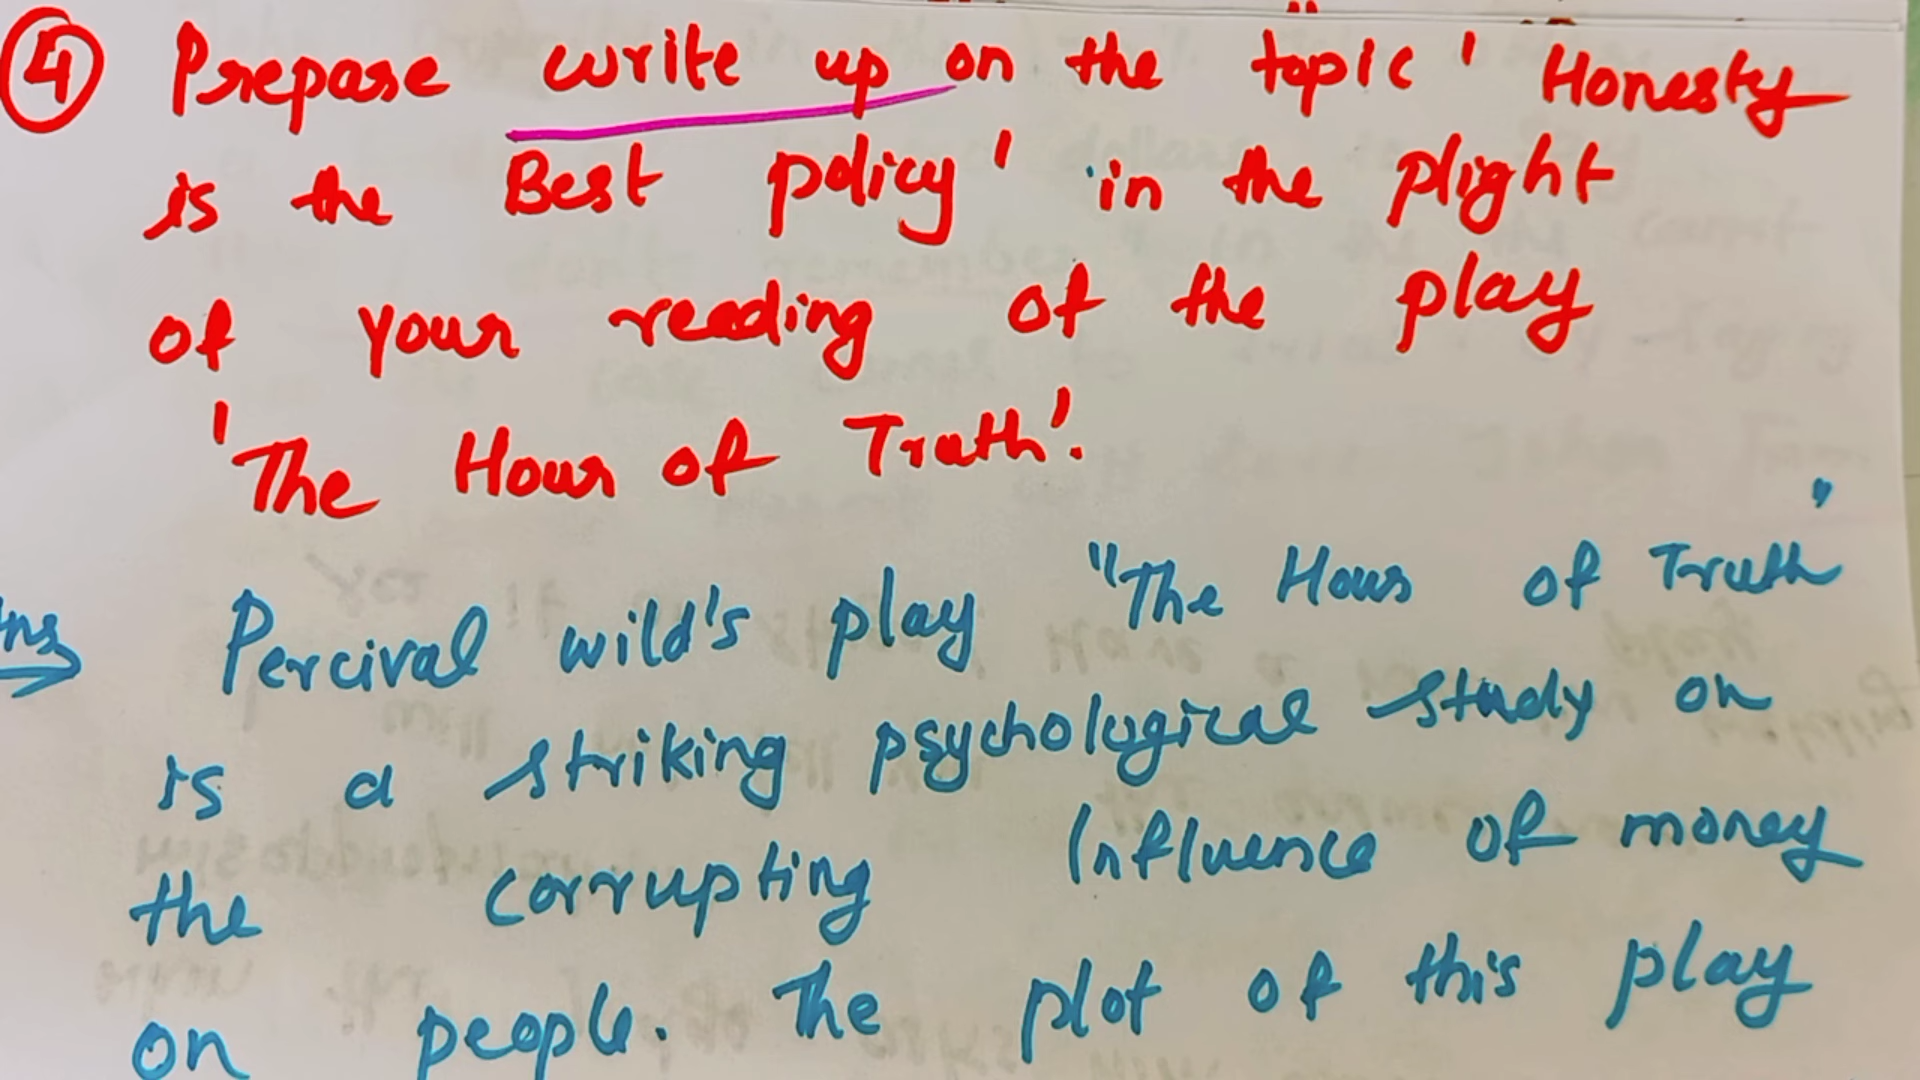 4 Prepare write up on the topic ' Honesty
is the Best policy' in the plight
of your reading of the play
'The Hour of Truth'.
Ans Percival wild's play "The Hour of Truth"
is a striking psychological study on
the corrupting Influence of money
on people. The plot of this play